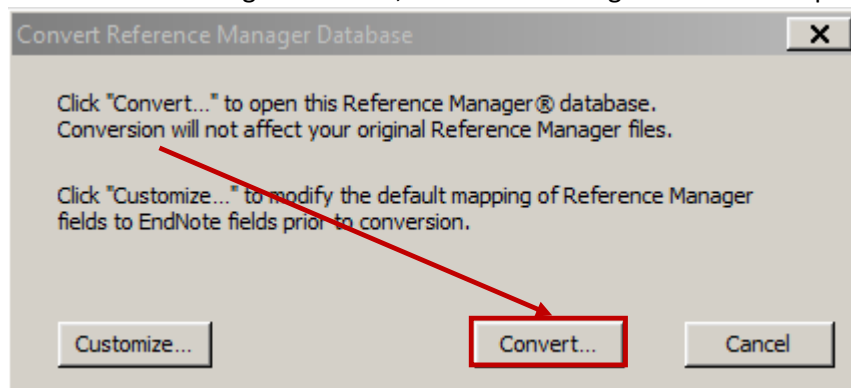 Convert Reference Manager Database
Click "Convert..." to open this Reference Manager® database.
Conversion will not affect your original Reference Manager files.
Click "Customize..." to modify the default mapping of Reference Manager
fields to EndNote fields prior to conversion.
Customize... Convert... Cancel